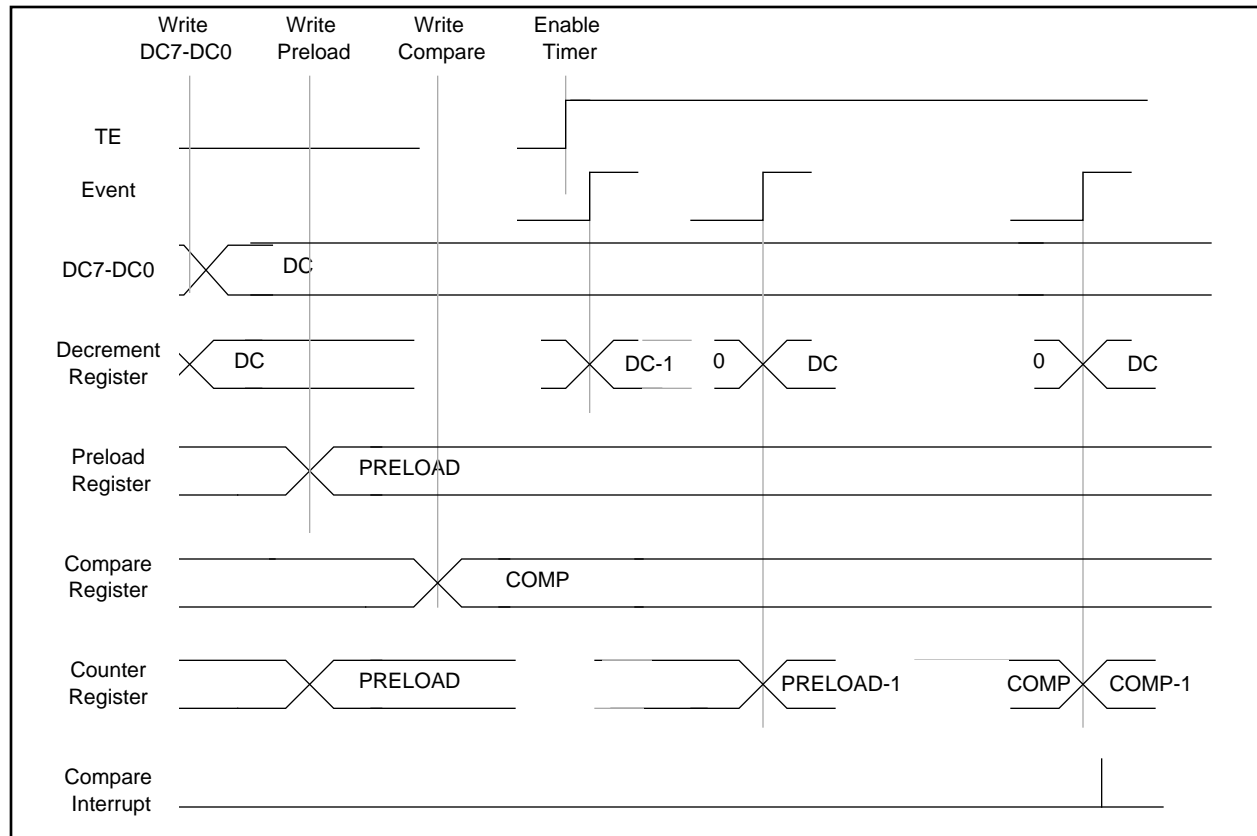 Write Write Write Enable
DC7-DC0 Preload Compare Timer
TE
Event
DC7-DC0 DC
Decrement
Register
DC DC-1 0 DC 0 DC
Preload
Register
PRELOAD
Compare
Register
COMP
Counter
Register
PRELOAD PRELOAD-1 COMP COMP-1
Compare
Interrupt